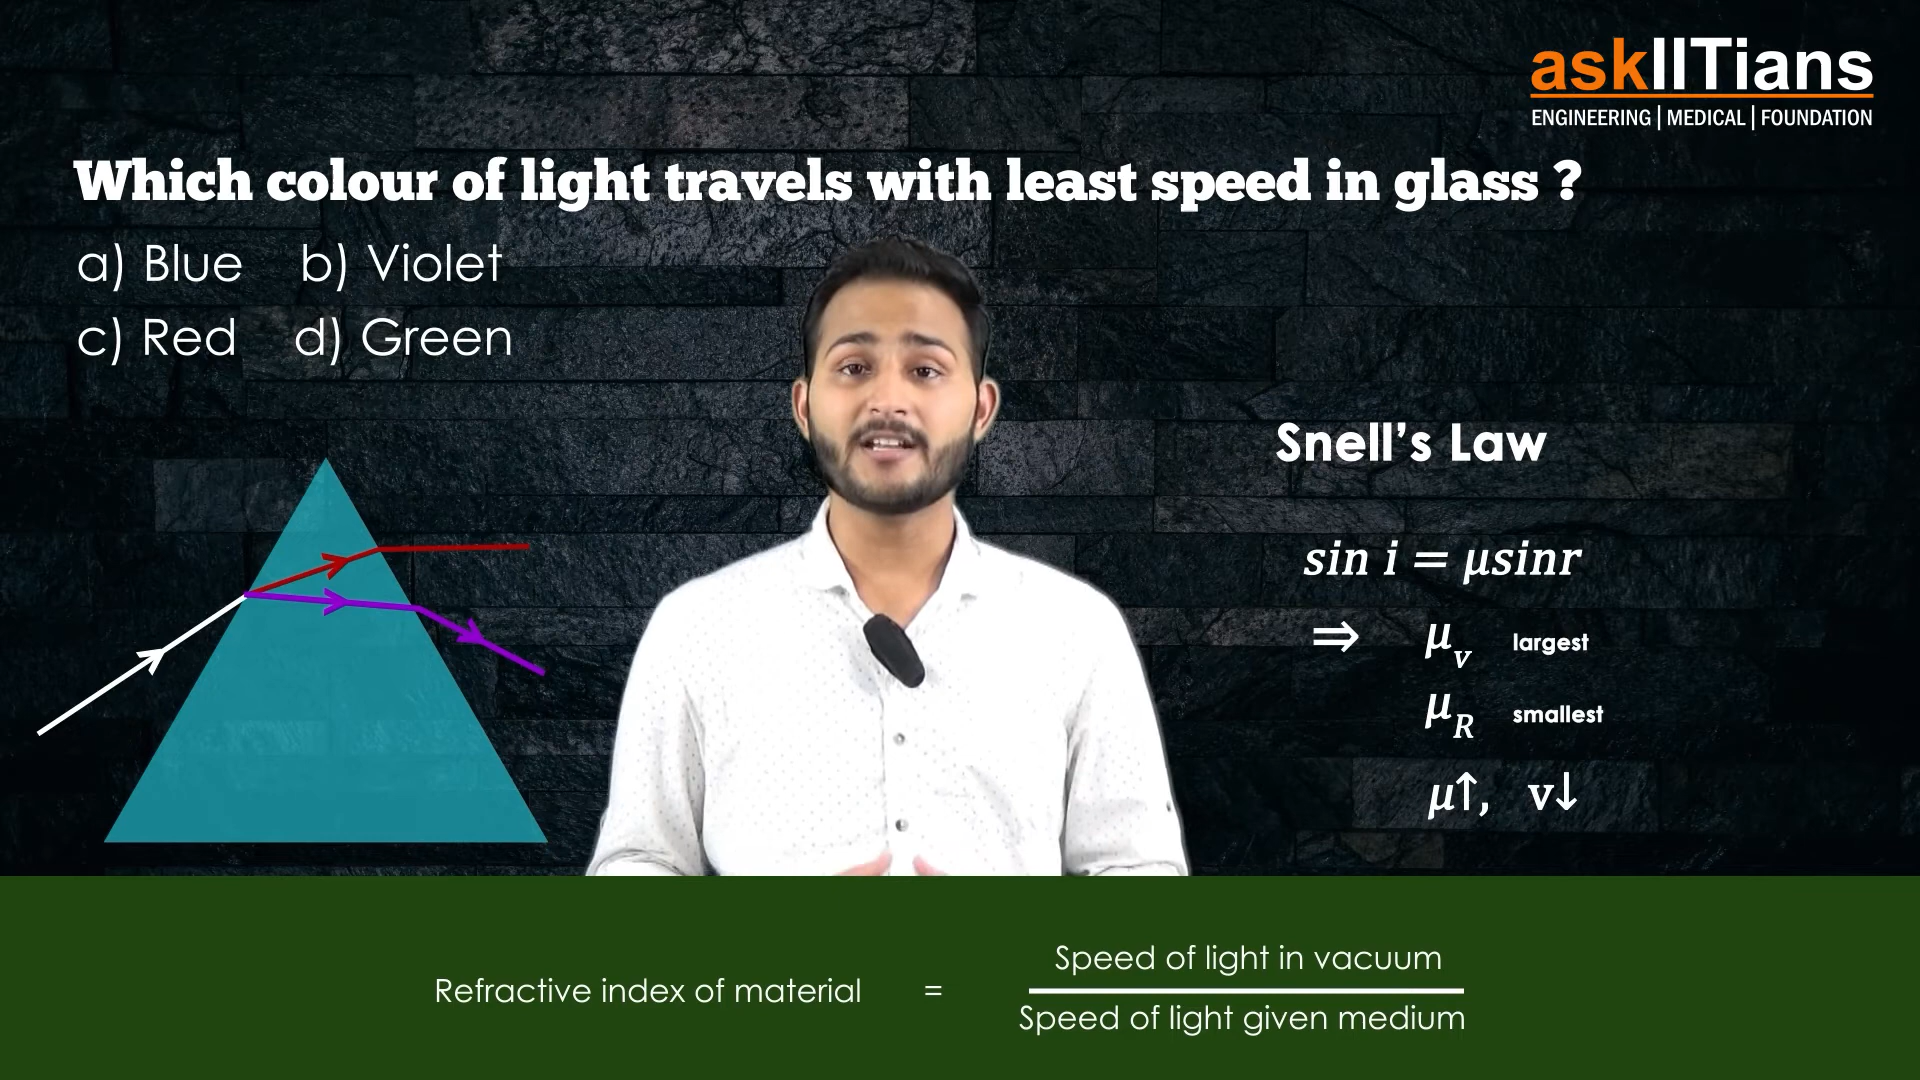 askIITians
ENGINEERING | MEDICAL | FOUNDATION
Which colour of light travels with least speed in glass ?
a) Blue b) Violet
c) Red d) Green
Snell's Law
sin i = μsinr
⇒ μ_v largest
μ_R smallest
μ↑, v↓
Speed of light in vacuum
Refractive index of material =
Speed of light given medium